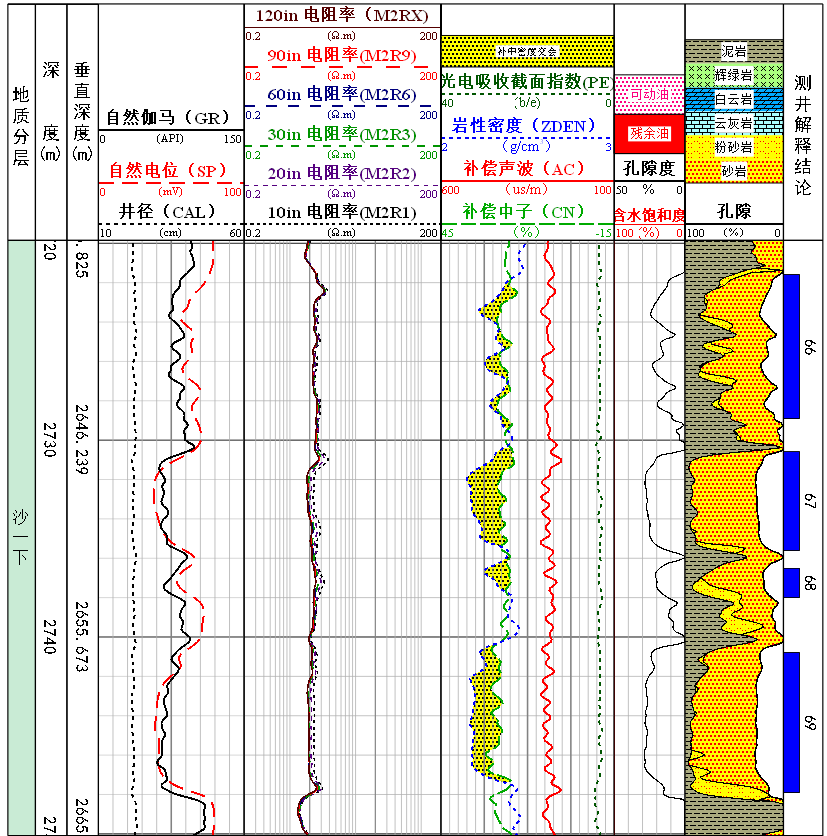 地质分层
深 度(m)
垂直深度(m)
自然伽马（GR）
0 (API) 150
自然电位（SP）
0 (mV) 100
井径（CAL）
10 (cm) 60
120in 电阻率（M2RX）
0.2 (Ω.m) 200
90in 电阻率(M2R9)
0.2 (Ω.m) 200
60in 电阻率(M2R6)
0.2 (Ω.m) 200
30in 电阻率(M2R3)
0.2 (Ω.m) 200
20in 电阻率(M2R2)
0.2 (Ω.m) 200
10in 电阻率(M2R1)
0.2 (Ω.m) 200
补中密度交会
光电吸收截面指数(PE)
40 (b/e) 0
岩性密度（ZDEN)
2 (g/cm³) 3
补偿声波（AC）
600 (us/m) 100
补偿中子（CN）
45 (%) -15
可动油
残余油
孔隙度
50 % 0
含水饱和度
100 (%) 0
泥岩
辉绿岩
白云岩
云灰岩
粉砂岩
砂岩
孔隙
100 (%) 0
测井解释结论
沙一下
20
2730
2740
27
.825
2646.239
2655.673
2665
66
67
68
69